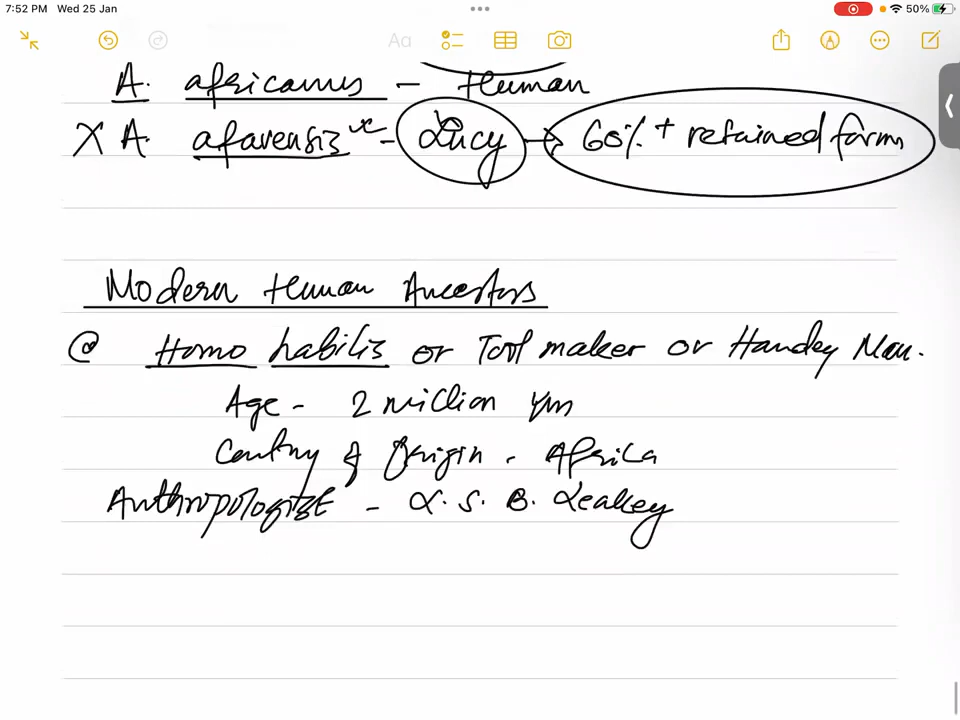 7:52 PM Wed 25 Jan
50%
Aa
A. africanus - Human
X A. afarensis - Lucy → 60% + retained form
Modern Human Ancestors
@ Homo habilis or Tool maker or Handey Man.
Age - 2 million yrs
Country of Origin - Africa
Anthropologist - L. S. B. Leakey